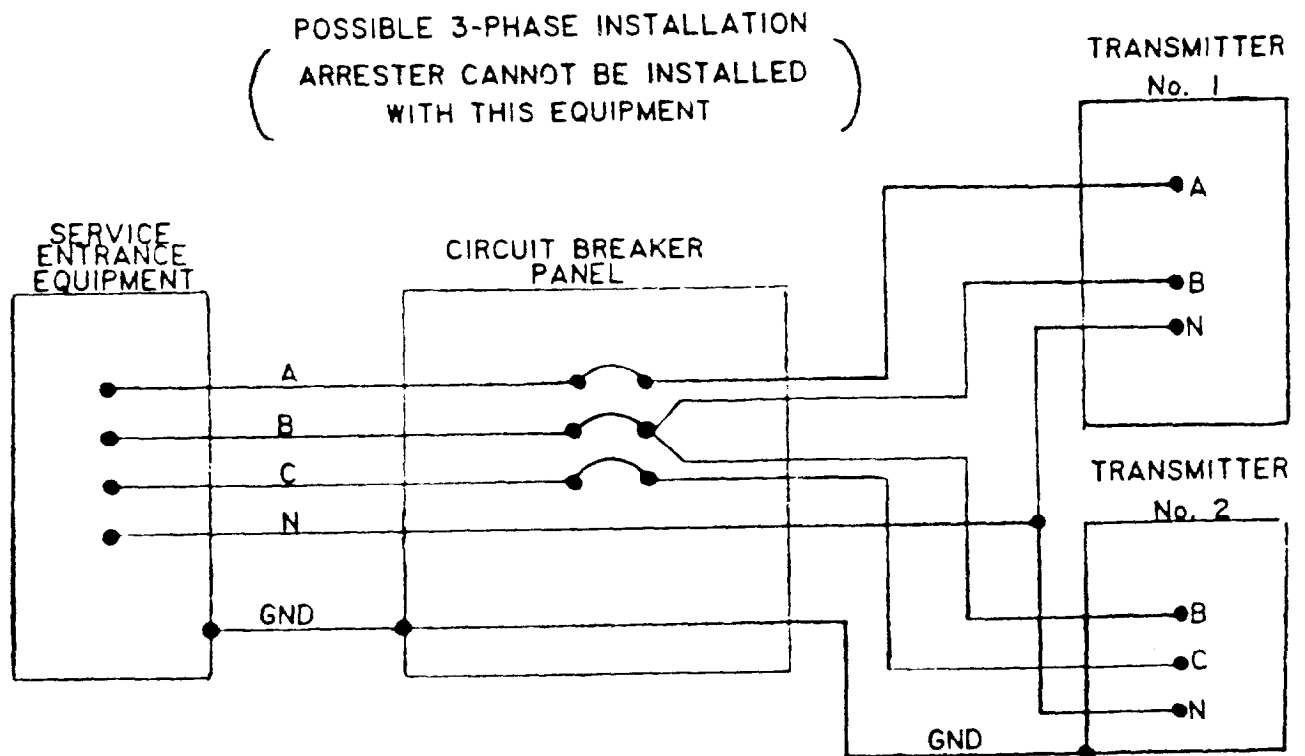 POSSIBLE 3-PHASE INSTALLATION
ARRESTER CANNOT BE INSTALLED
WITH THIS EQUIPMENT
TRANSMITTER
No. 1
A
B
N
SERVICE
ENTRANCE
EQUIPMENT
CIRCUIT BREAKER
PANEL
A
B
C
N
GND
TRANSMITTER
No. 2
B
C
N
GND